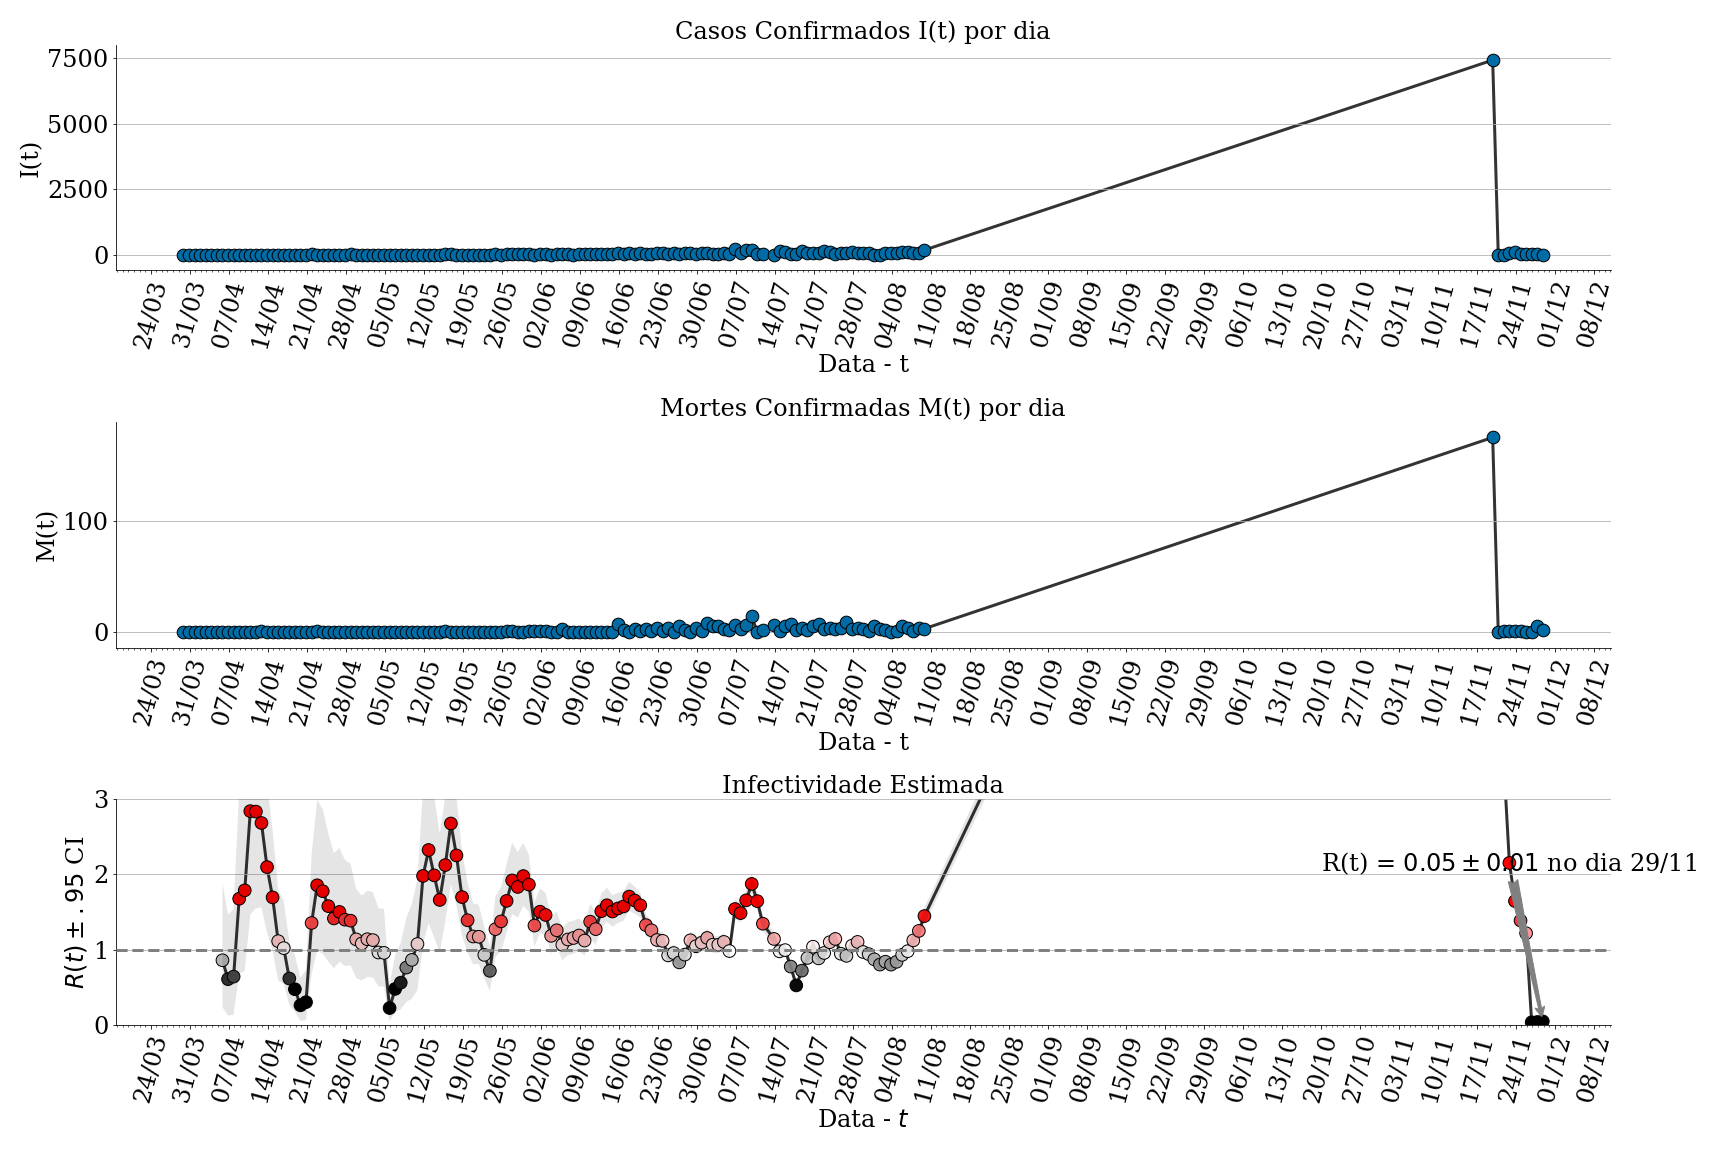 Casos Confirmados I(t) por dia
7500
5000
2500
0
I(t)
24/03 31/03 07/04 14/04 21/04 28/04 05/05 12/05 19/05 26/05 02/06 09/06 16/06 23/06 30/06 07/07 14/07 21/07 28/07 04/08 11/08 18/08 25/08 01/09 08/09 15/09 22/09 29/09 06/10 13/10 20/10 27/10 03/11 10/11 17/11 24/11 01/12 08/12
Data - t
Mortes Confirmadas M(t) por dia
100
0
M(t)
24/03 31/03 07/04 14/04 21/04 28/04 05/05 12/05 19/05 26/05 02/06 09/06 16/06 23/06 30/06 07/07 14/07 21/07 28/07 04/08 11/08 18/08 25/08 01/09 08/09 15/09 22/09 29/09 06/10 13/10 20/10 27/10 03/11 10/11 17/11 24/11 01/12 08/12
Data - t
Infectividade Estimada
3
2
1
0
R(t) ± .95 CI
R(t) = 0.05 ± 0.01 no dia 29/11
24/03 31/03 07/04 14/04 21/04 28/04 05/05 12/05 19/05 26/05 02/06 09/06 16/06 23/06 30/06 07/07 14/07 21/07 28/07 04/08 11/08 18/08 25/08 01/09 08/09 15/09 22/09 29/09 06/10 13/10 20/10 27/10 03/11 10/11 17/11 24/11 01/12 08/12
Data - t